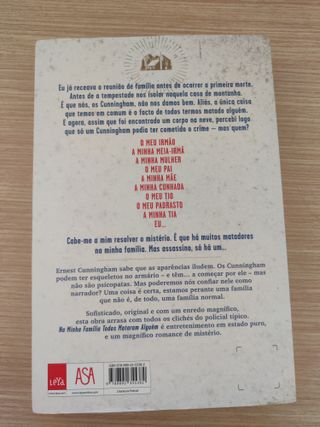 Eu já receava a reunião de família antes de ocorrer a primeira morte.
Antes de a tempestade nos isolar naquela casa de montanha.
É que nós, os Cunningham, não nos damos bem. Aliás, a única coisa
que temos em comum é o facto de todos termos matado alguém.
E agora, assim que foi encontrado um corpo na neve, percebi logo
que só um Cunningham podia ter cometido o crime – mas quem?
O MEU IRMÃO
A MINHA MEIA-IRMÃ
A MINHA MULHER
O MEU PAI
A MINHA MÃE
A MINHA CUNHADA
O MEU TIO
O MEU PADRASTO
A MINHA TIA
EU...
Cabe-me a mim resolver o mistério. É que há muitos matadores
na minha família. Mas assassino, só há um...
Ernest Cunningham sabe que as aparências iludem. Os Cunningham
podem ter esqueletos no armário – e têm... a começar por ele – mas
não são psicopatas. Mas poderemos nós confiar nele como
narrador? Uma coisa é certa, estamos perante uma família
que não é, de todo, uma família normal.
Sofisticado, original e com um enredo magnífico,
esta obra arrasa com todos os clichés do policial típico.
Na Minha Família Todos Mataram Alguém é entretenimento em estado puro,
e um magnífico romance de mistério.
LEYA
ASA